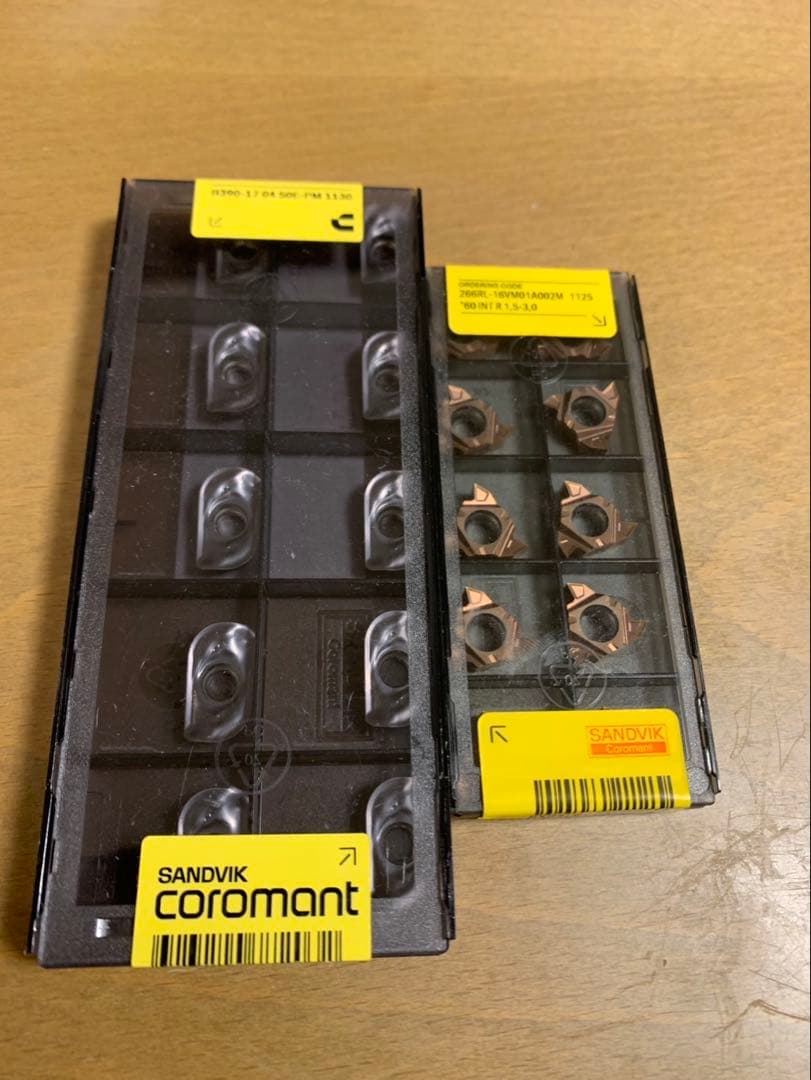 R390-17 04 50E-PM 1130
SANDVIK
coromant
ORDERING CODE
266RL-16VM01A002M 1125
°60 INT R 1,5-3,0
SANDVIK
Coromant
Coromant